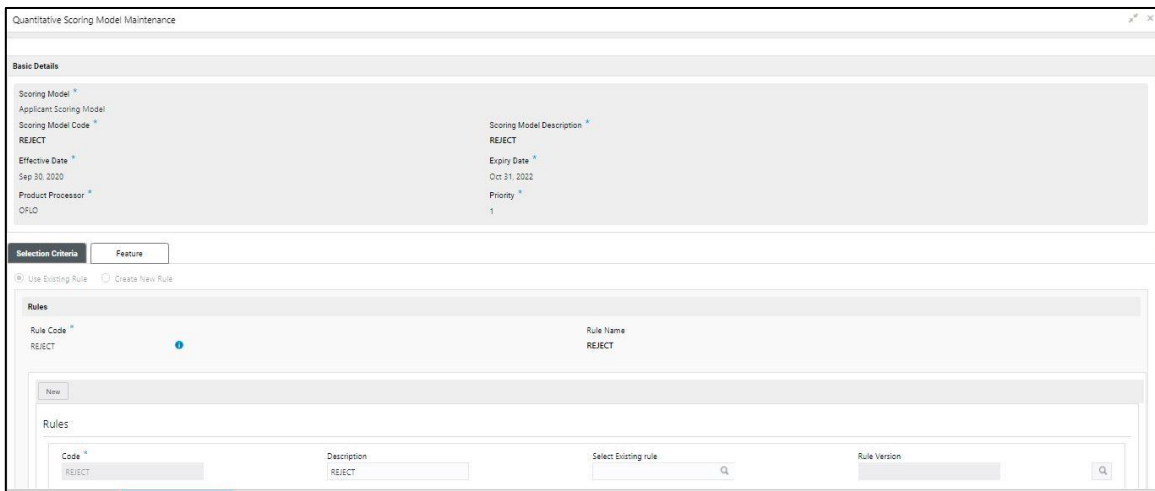 Quantitative Scoring Model Maintenance
Basic Details
Scoring Model *
Applicant Scoring Model
Scoring Model Code * Scoring Model Description *
REJECT REJECT
Effective Date * Expiry Date *
Sep 30, 2020 Oct 31, 2022
Product Processor * Priority *
OFLO 1
Selection Criteria Feature
Use Existing Rule Create New Rule
Rules
Rule Code * Rule Name
REJECT REJECT
New
Rules
Code * Description Select Existing rule Rule Version
REJECT REJECT